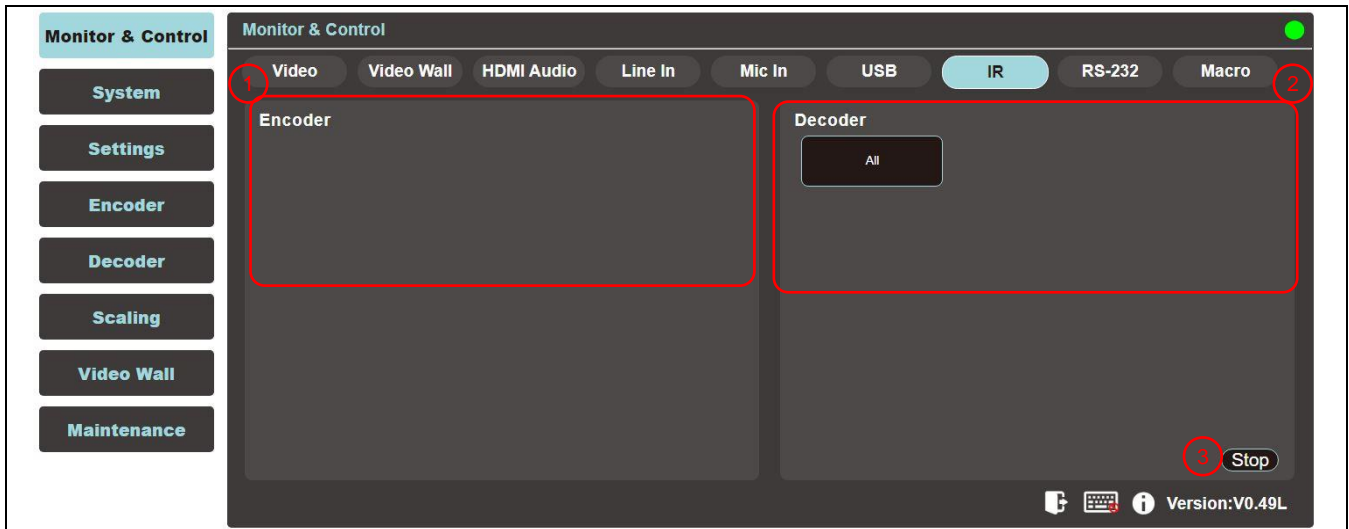 Monitor & Control
System
Settings
Encoder
Decoder
Scaling
Video Wall
Maintenance
Monitor & Control
Video Video Wall HDMI Audio Line In Mic In USB IR RS-232 Macro
1
2
Encoder
Decoder
All
3
Stop
Version:V0.49L